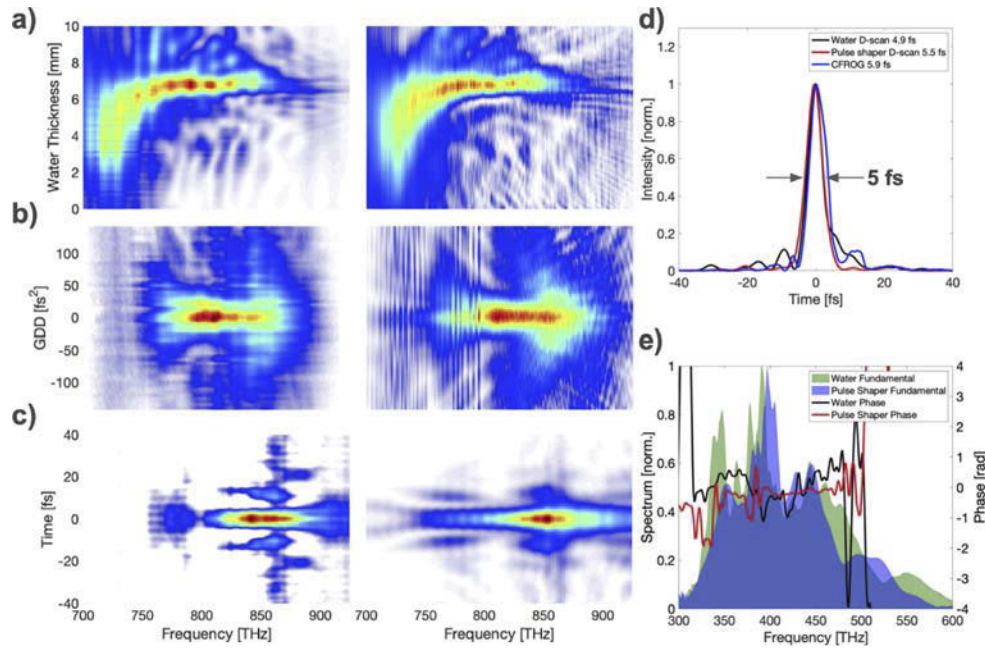 a)
Water Thickness [mm]
10
8
6
4
2
0
b)
GDD [fs²]
100
50
0
-50
-100
c)
Time [fs]
40
20
0
-20
-40
700 750 800 850 900
Frequency [THz]
700 750 800 850 900
Frequency [THz]
d)
Intensity [norm.]
1.2
1
0.8
0.6
0.4
0.2
0
Water D-scan 4.9 fs
Pulse shaper D-scan 5.5 fs
CFROG 5.9 fs
5 fs
-40 -20 0 20 40
Time [fs]
e)
Spectrum [norm.]
1
0.8
0.6
0.4
0.2
0
Water Fundamental
Pulse Shaper Fundamental
Water Phase
Pulse Shaper Phase
4
3
2
1
0
-1
-2
-3
-4
Phase [rad]
300 350 400 450 500 550 600
Frequency [THz]